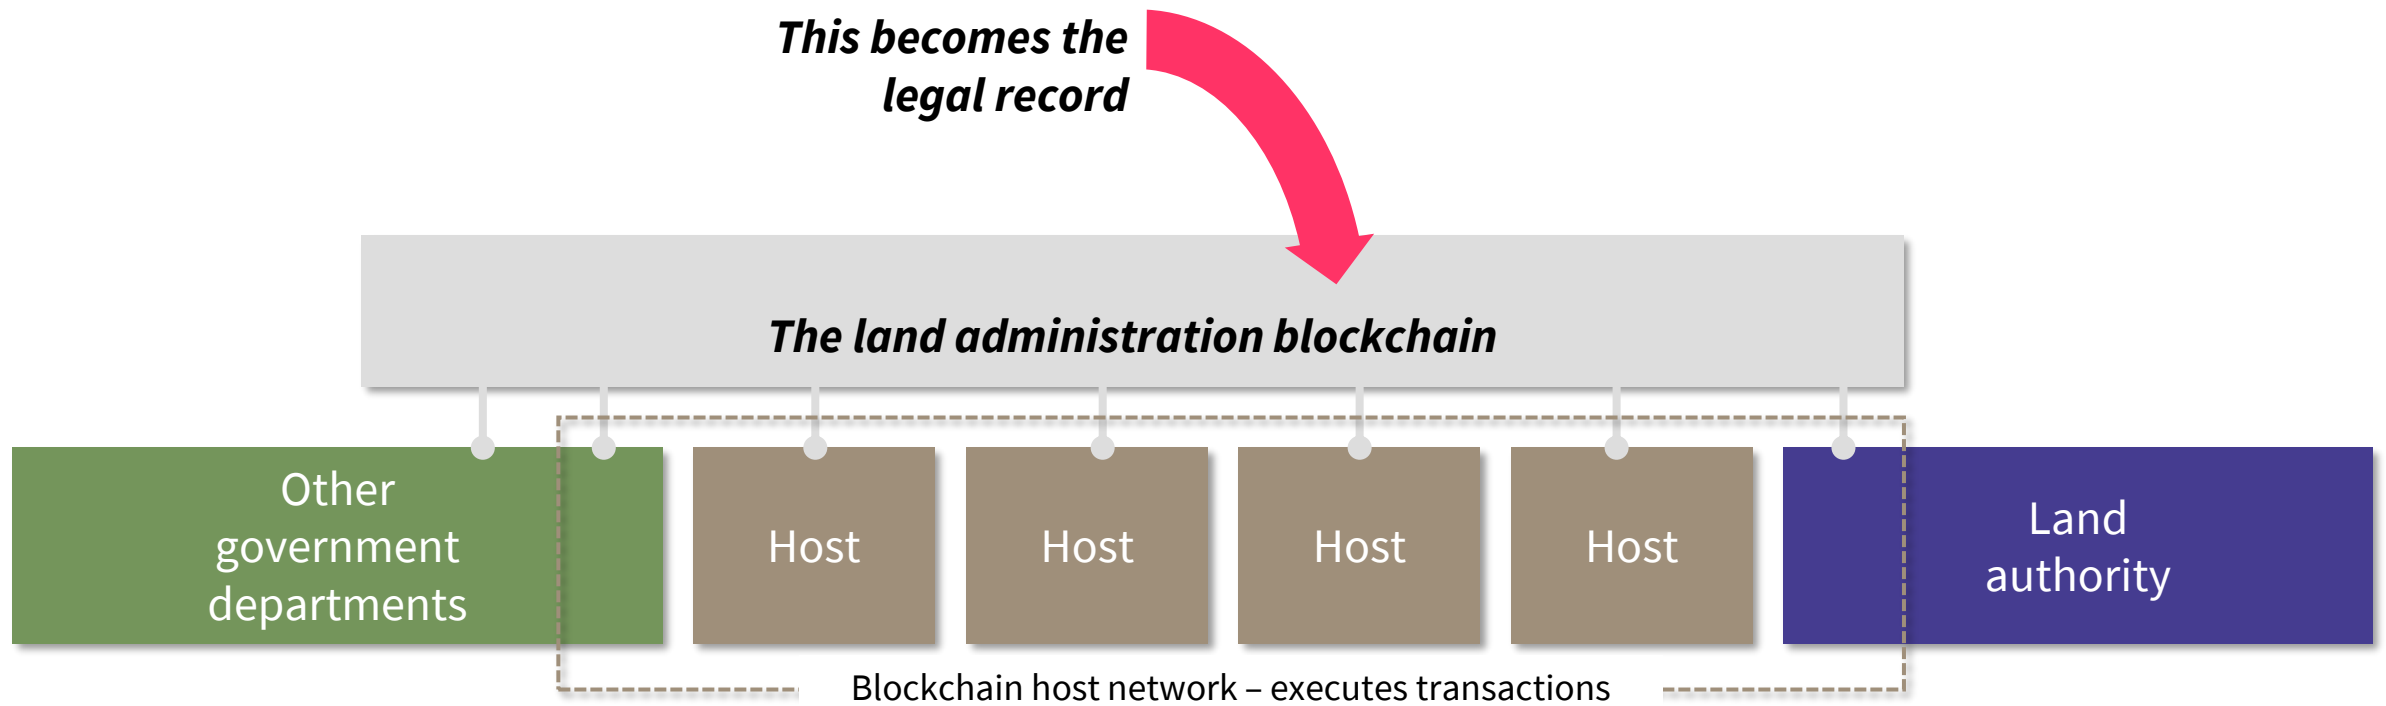 This becomes the
legal record
The land administration blockchain
Other
government
departments
Host
Host
Host
Host
Land
authority
Blockchain host network – executes transactions